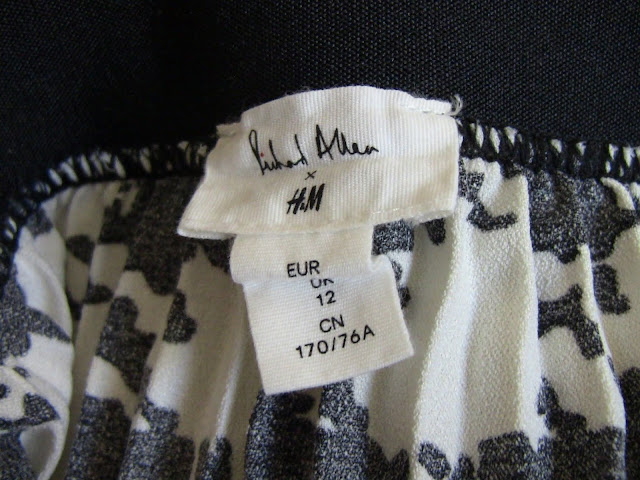 Richard Allan
×
H&M
EUR
UK
12
CN
170/76A